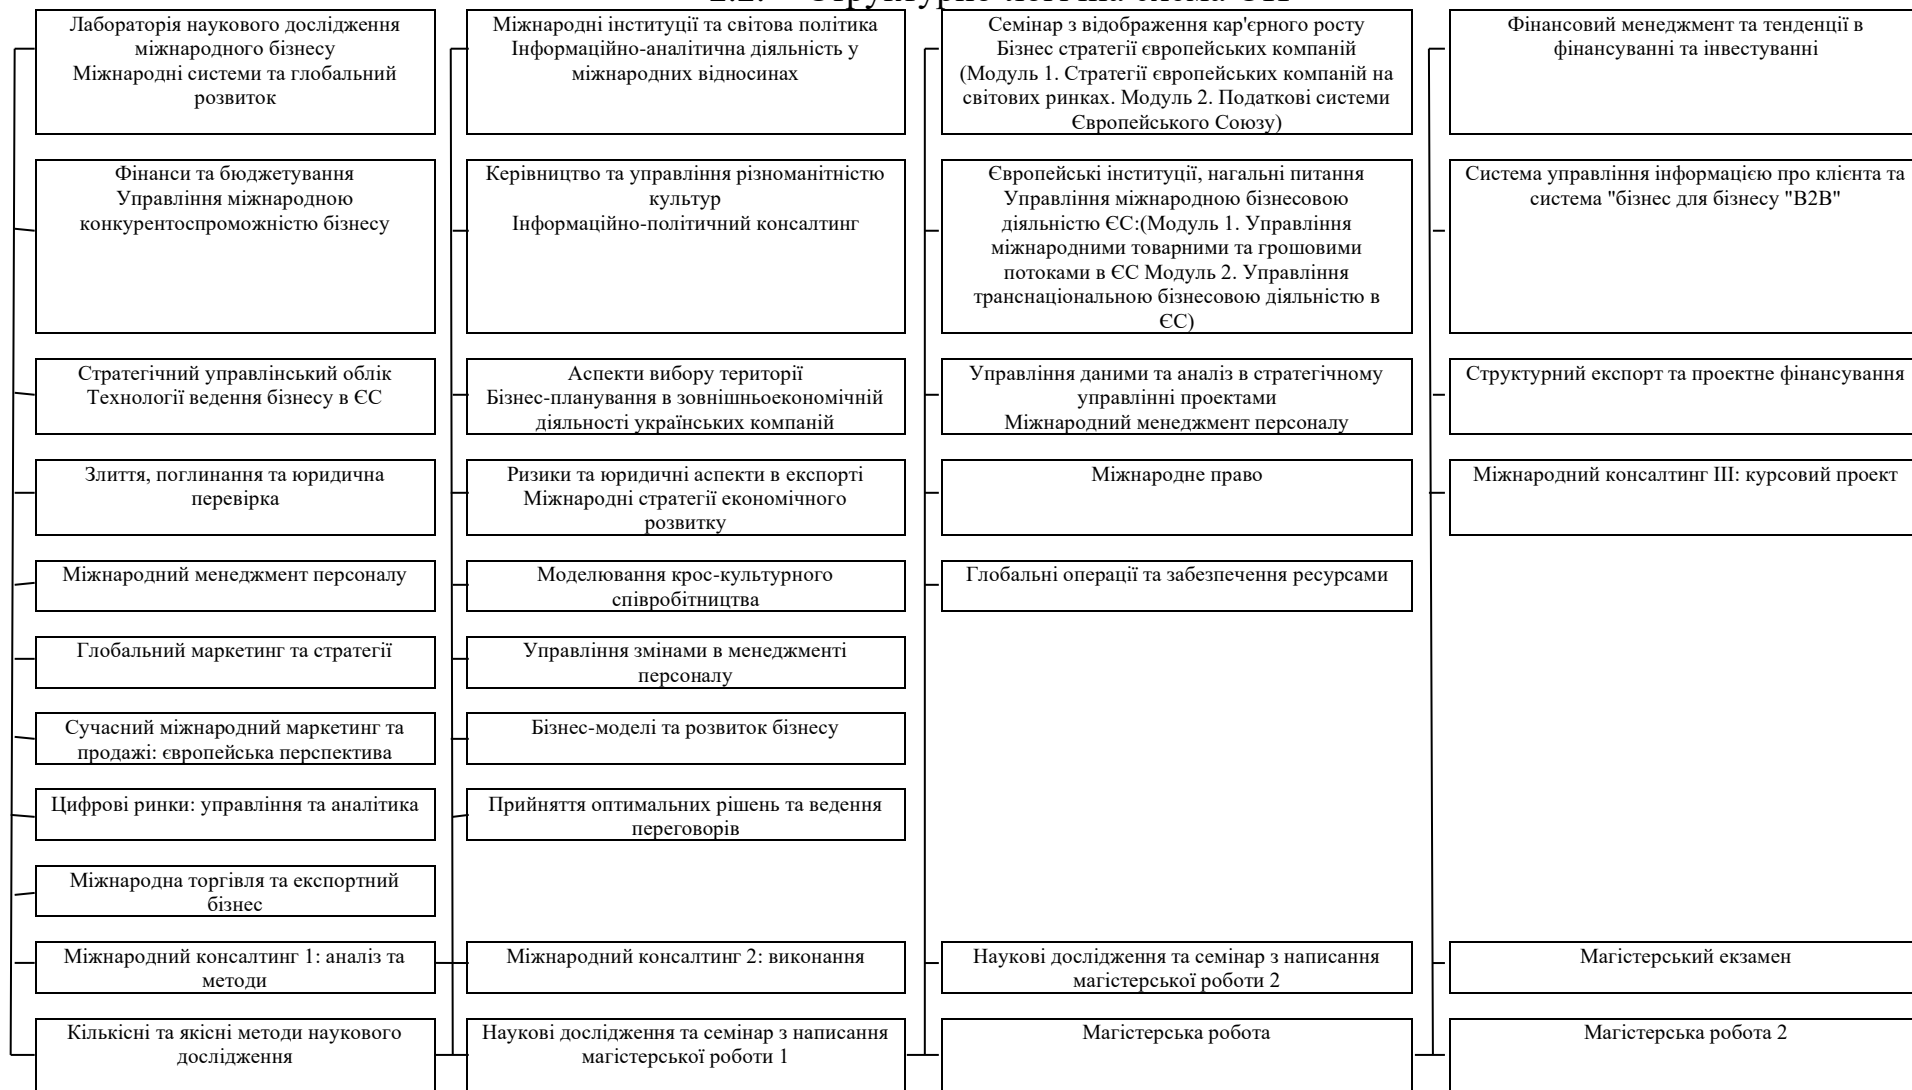 Лабораторія наукового дослідження
міжнародного бізнесу
Міжнародні системи та глобальний
розвиток
Міжнародні інституції та світова політика
Інформаційно-аналітична діяльність у
міжнародних відносинах
Семінар з відображення кар'єрного росту
Бізнес стратегії європейських компаній
(Модуль 1. Стратегії європейських компаній на
світових ринках. Модуль 2. Податкові системи
Європейського Союзу)
Фінансовий менеджмент та тенденції в
фінансуванні та інвестуванні
Фінанси та бюджетування
Управління міжнародною
конкурентоспроможністю бізнесу
Керівництво та управління різноманітністю
культур
Інформаційно-політичний консалтинг
Європейські інституції, нагальні питання
Управління міжнародною бізнесовою
діяльністю ЄС:(Модуль 1. Управління
міжнародними товарними та грошовими
потоками в ЄС Модуль 2. Управління
транснаціональною бізнесовою діяльністю в
ЄС)
Система управління інформацією про клієнта та
система "бізнес для бізнесу "B2B"
Стратегічний управлінський облік
Технології ведення бізнесу в ЄС
Аспекти вибору території
Бізнес-планування в зовнішньоекономічній
діяльності українських компаній
Управління даними та аналіз в стратегічному
управлінні проектами
Міжнародний менеджмент персоналу
Структурний експорт та проектне фінансування
Злиття, поглинання та юридична
перевірка
Ризики та юридичні аспекти в експорті
Міжнародні стратегії економічного
розвитку
Міжнародне право
Міжнародний консалтинг III: курсовий проект
Міжнародний менеджмент персоналу
Моделювання крос-культурного
співробітництва
Глобальні операції та забезпечення ресурсами
Глобальний маркетинг та стратегії
Управління змінами в менеджменті
персоналу
Сучасний міжнародний маркетинг та
продажі: європейська перспектива
Бізнес-моделі та розвиток бізнесу
Цифрові ринки: управління та аналітика
Прийняття оптимальних рішень та ведення
переговорів
Міжнародна торгівля та експортний
бізнес
Міжнародний консалтинг 1: аналіз та
методи
Міжнародний консалтинг 2: виконання
Наукові дослідження та семінар з написання
магістерської роботи 2
Магістерський екзамен
Кількісні та якісні методи наукового
дослідження
Наукові дослідження та семінар з написання
магістерської роботи 1
Магістерська робота
Магістерська робота 2